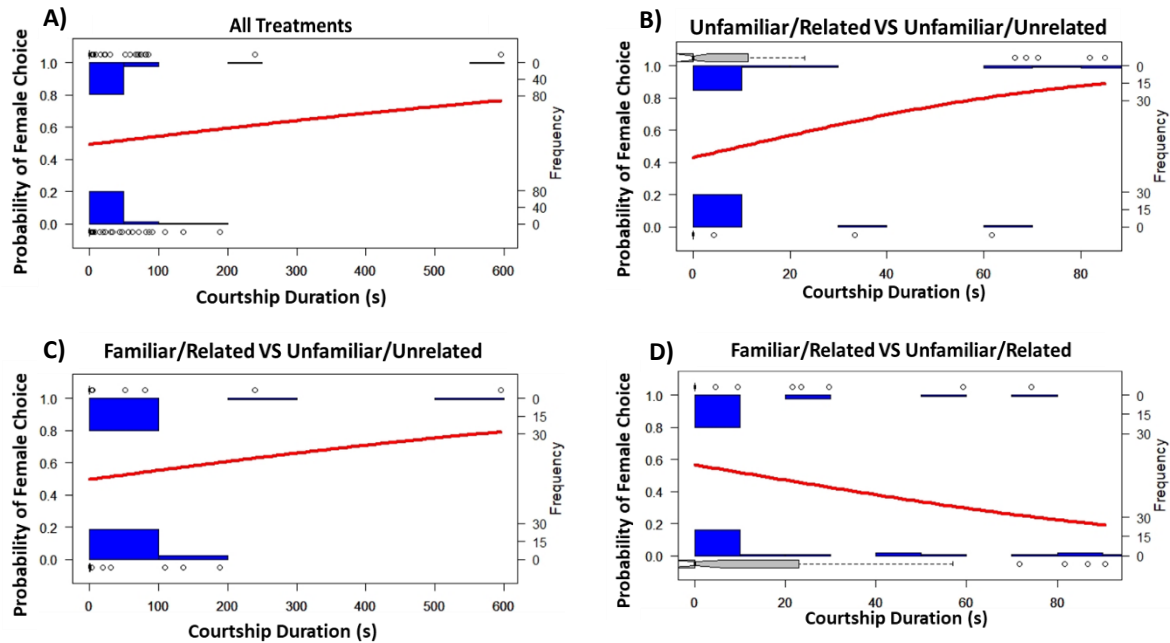 A)
All Treatments
Probability of Female Choice
1.0
0.8
0.6
0.4
0.2
0.0
0
40
80
80
40
0
Frequency
0 100 200 300 400 500 600
Courtship Duration (s)
B)
Unfamiliar/Related VS Unfamiliar/Unrelated
Probability of Female Choice
1.0
0.8
0.6
0.4
0.2
0.0
0
15
30
30
15
0
Frequency
0 20 40 60 80
Courtship Duration (s)
C)
Familiar/Related VS Unfamiliar/Unrelated
Probability of Female Choice
1.0
0.8
0.6
0.4
0.2
0.0
0
15
30
30
15
0
Frequency
0 100 200 300 400 500 600
Courtship Duration (s)
D)
Familiar/Related VS Unfamiliar/Related
Probability of Female Choice
1.0
0.8
0.6
0.4
0.2
0.0
0
15
30
30
15
0
Frequency
0 20 40 60 80
Courtship Duration (s)